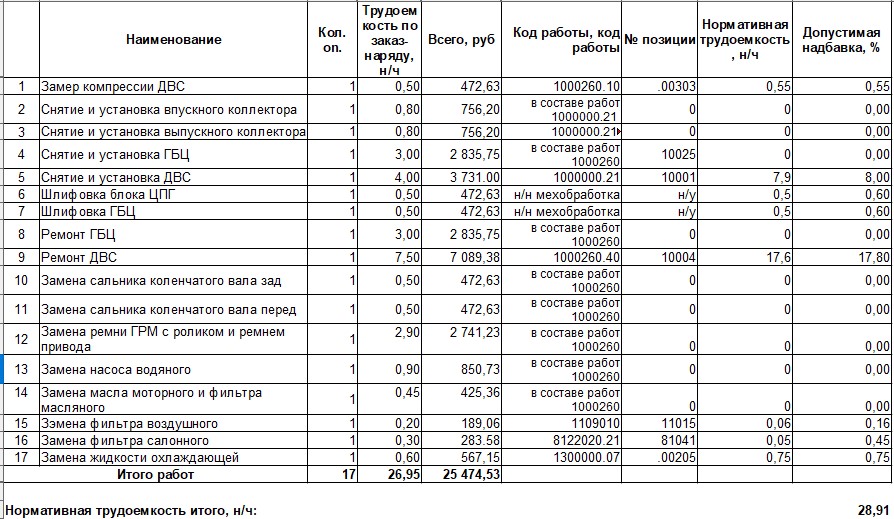 Наименование Кол. оп. Трудоем кость по заказ-наряду, н/ч Всего, руб Код работы, код работы № позиции Нормативная трудоемкость , н/ч Допустимая надбавка, %
1 Замер компрессии ДВС 1 0,50 472,63 1000260.10 .00303 0,55 0,55
2 Снятие и установка впускного коллектора 1 0,80 756,20 в составе работ 1000000.21 0 0 0,00
3 Снятие и установка выпускного коллектора 1 0,80 756,20 1000000.21 0 0 0,00
4 Снятие и установка ГБЦ 1 3,00 2 835,75 в составе работ 1000260 10025 0 0,00
5 Снятие и установка ДВС 1 4,00 3 731.00 1000000.21 10001 7,9 8,00
6 Шлифовка блока ЦПГ 1 0,50 472,63 н/н мехобработка н/у 0,5 0,60
7 Шлифовка ГБЦ 1 0,50 472,63 н/н мехобработка н/у 0,5 0,60
8 Ремонт ГБЦ 1 3,00 2 835,75 в составе работ 1000260 0 0 0,00
9 Ремонт ДВС 1 7,50 7 089,38 1000260.40 10004 17,6 17,80
10 Замена сальника коленчатого вала зад 1 0,50 472,63 в составе работ 1000260 0 0 0,00
11 Замена сальника коленчатого вала перед 1 0,50 472,63 в составе работ 1000260 0 0 0,00
12 Замена ремни ГРМ с роликом и ремнем привода 1 2,90 2 741,23 в составе работ 1000260 0 0 0,00
13 Замена насоса водяного 1 0,90 850,73 в составе работ 1000260 0 0 0,00
14 Замена масла моторного и фильтра масляного 1 0,45 425,36 в составе работ 1000260 0 0 0,00
15 Зэмена фильтра воздушного 1 0,20 189,06 1109010 11015 0,06 0,16
16 Замена фильтра салонного 1 0,30 283.58 8122020.21 81041 0,05 0,45
17 Замена жидкости охлаждающей 1 0,60 567,15 1300000.07 .00205 0,75 0,75
Итого работ 17 26,95 25 474,53
Нормативная трудоемкость итого, н/ч: 28,91